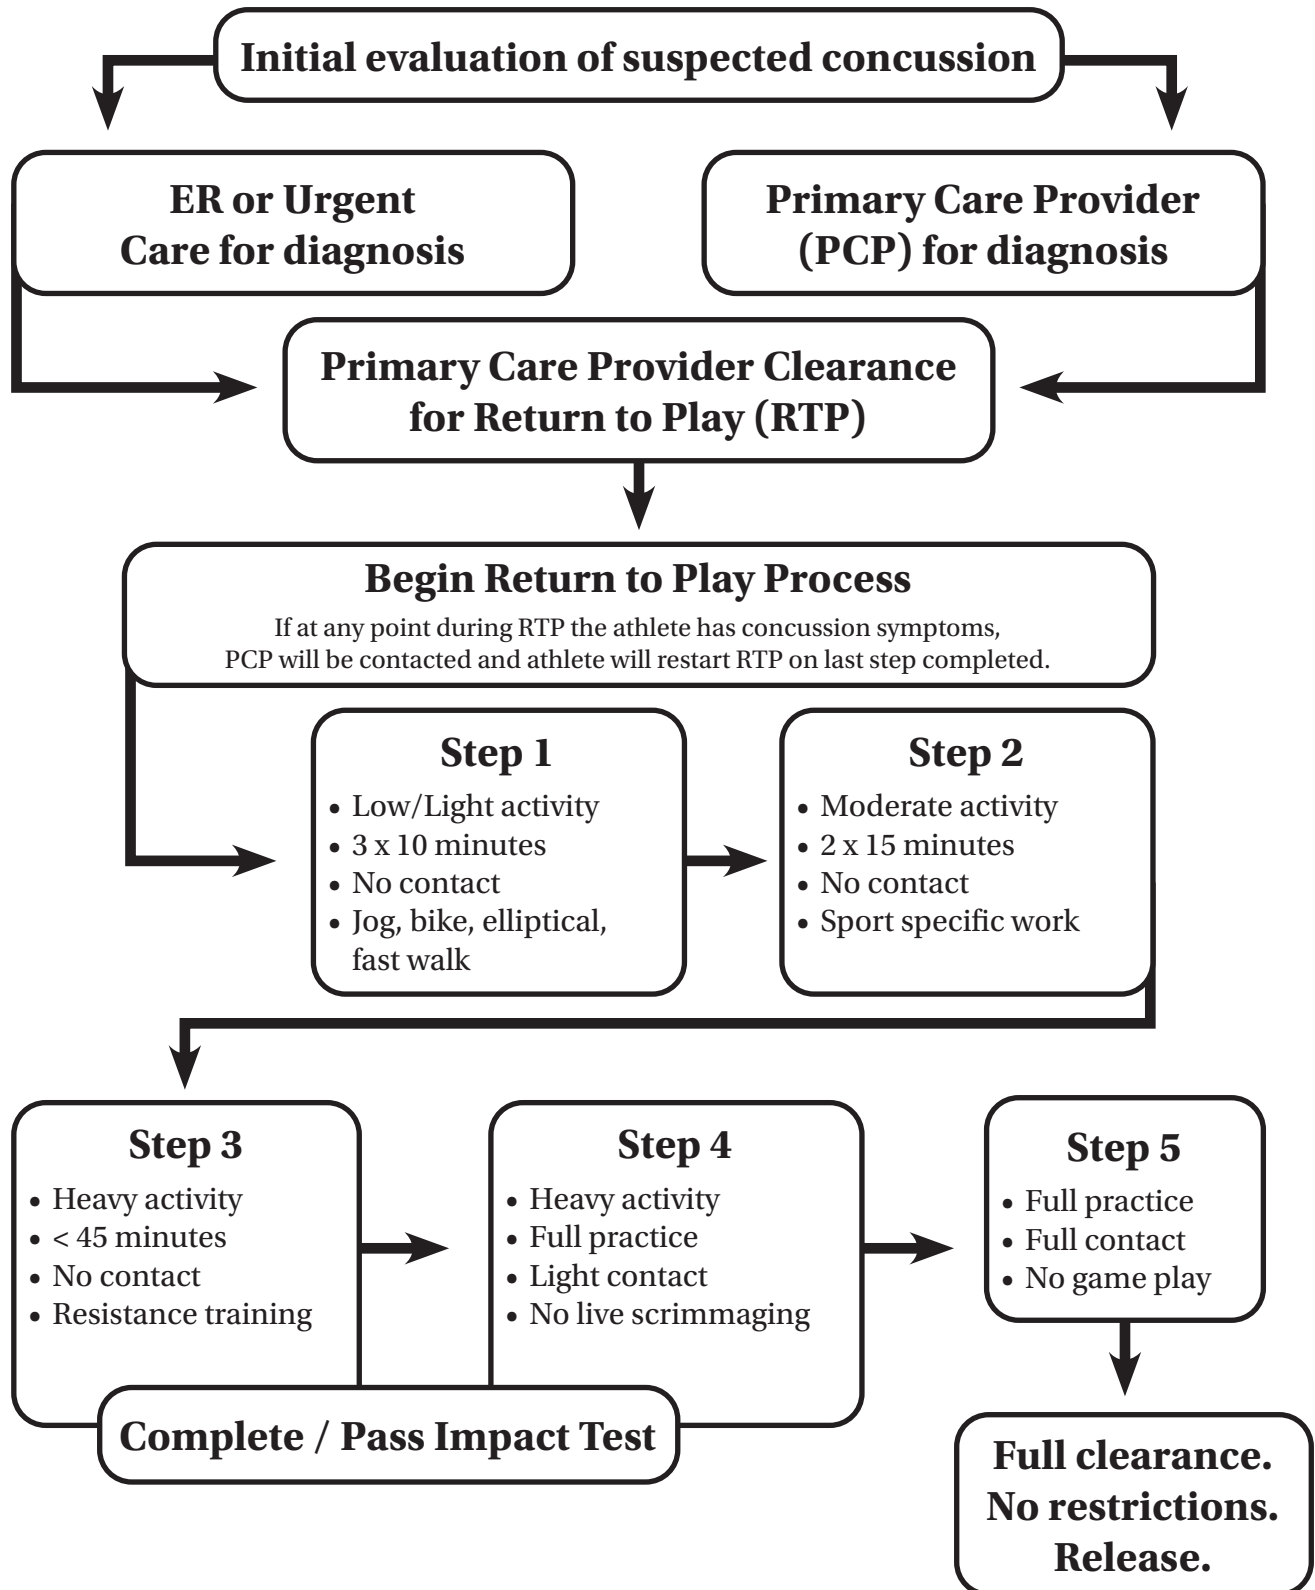 Initial evaluation of suspected concussion
ER or Urgent
Care for diagnosis
Primary Care Provider
(PCP) for diagnosis
Primary Care Provider Clearance
for Return to Play (RTP)
Begin Return to Play Process
If at any point during RTP the athlete has concussion symptoms,
PCP will be contacted and athlete will restart RTP on last step completed.
Step 1
• Low/Light activity
• 3 x 10 minutes
• No contact
• Jog, bike, elliptical,
fast walk
Step 2
• Moderate activity
• 2 x 15 minutes
• No contact
• Sport specific work
Step 3
• Heavy activity
• < 45 minutes
• No contact
• Resistance training
Step 4
• Heavy activity
• Full practice
• Light contact
• No live scrimmaging
Complete / Pass Impact Test
Step 5
• Full practice
• Full contact
• No game play
Full clearance.
No restrictions.
Release.